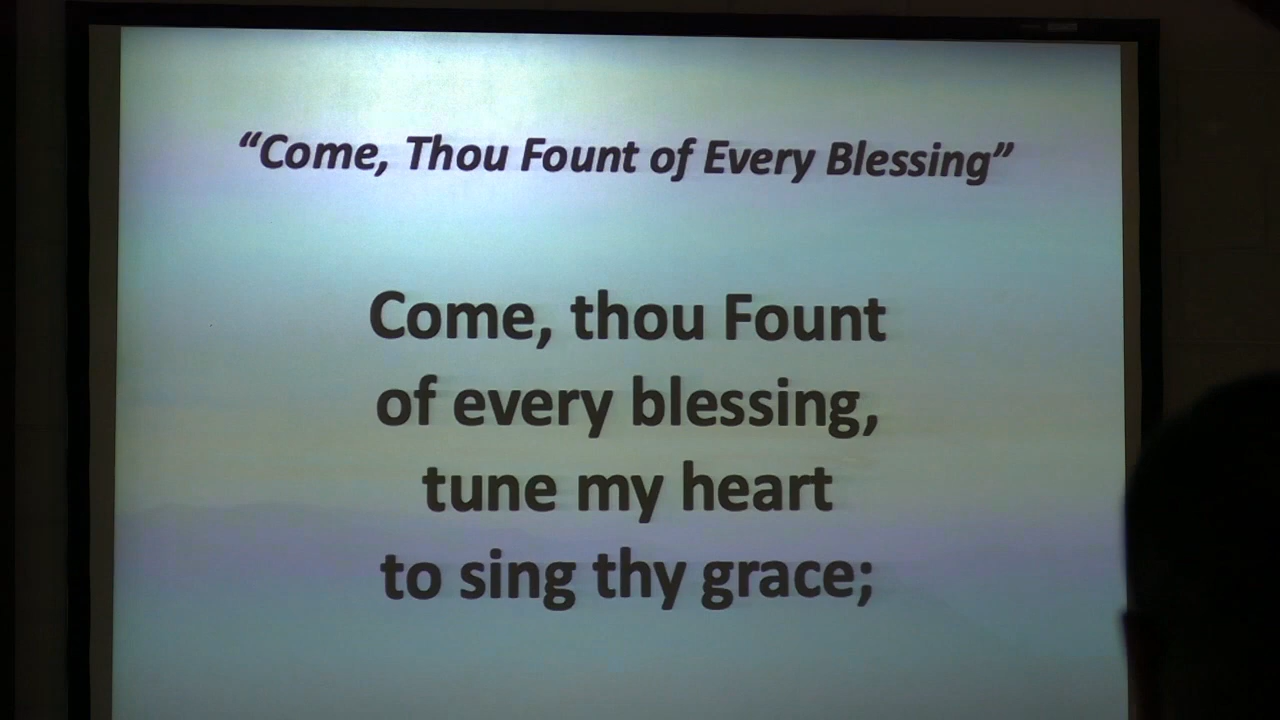 “Come, Thou Fount of Every Blessing”
Come, thou Fount
of every blessing,
tune my heart
to sing thy grace;